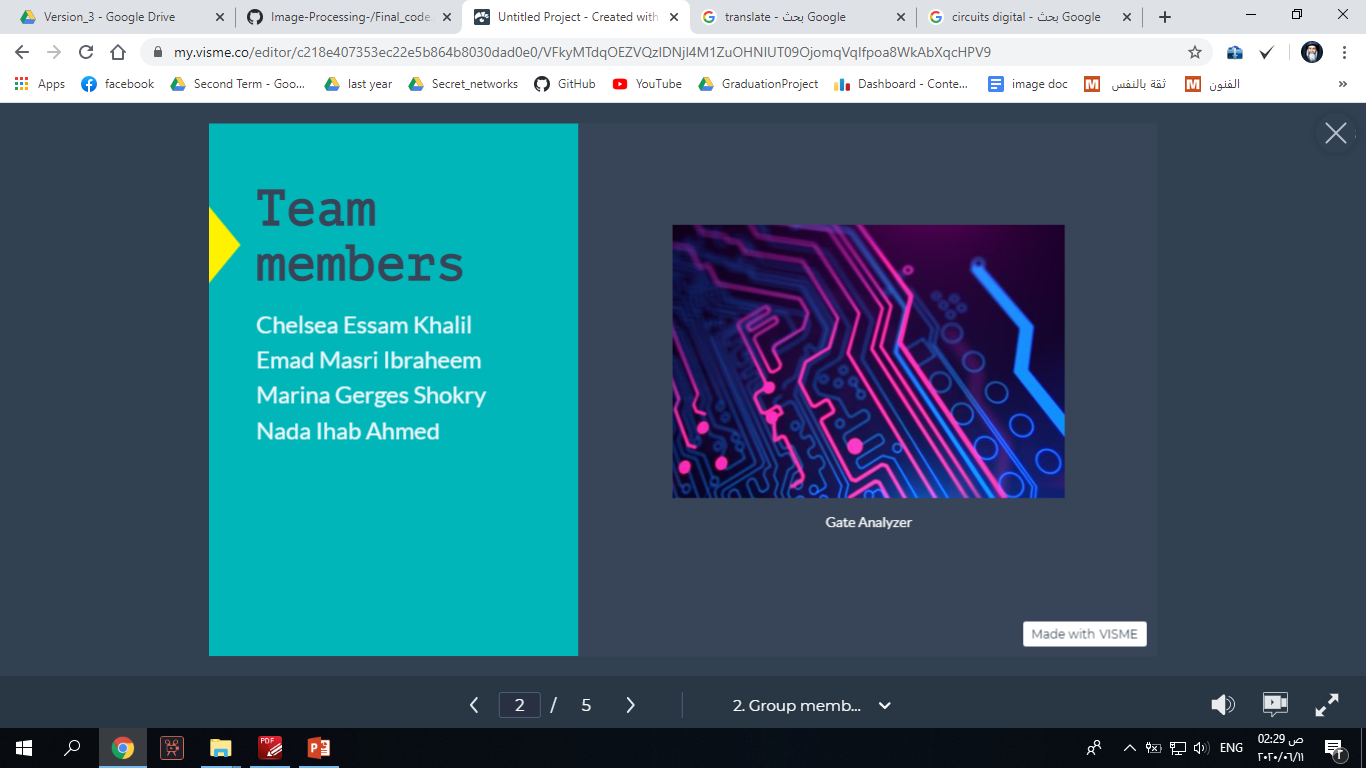 Version_3 - Google Drive
Image-Processing-/Final_code.
Untitled Project - Created with
translate - بحث Google
circuits digital - بحث Google
my.visme.co/editor/c218e407353ec22e5b864b8030dad0e0/VFkyMTdqOEZVQzlDNjI4M1ZuOHNIUT09OjomqVqIfpoa8WkAbXqcHPV9
Apps
facebook
Second Term - Goo...
last year
Secret_networks
GitHub
YouTube
GraduationProject
Dashboard - Conte...
image doc
ثقة بالنفس
الفنون
»
Team
members
Chelsea Essam Khalil
Emad Masri Ibraheem
Marina Gerges Shokry
Nada Ihab Ahmed
Gate Analyzer
Made with VISME
2 / 5
2. Group memb...
PDF
ENG
02:29 ص
٢٠٢٠/٠٦/١١